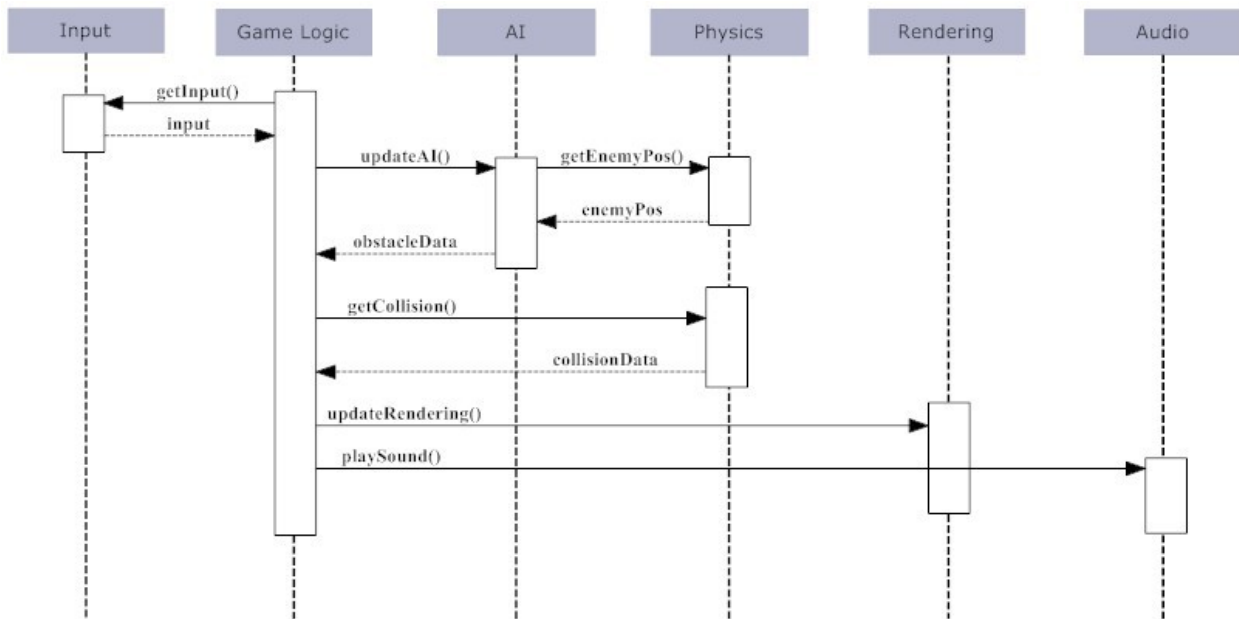 Input
Game Logic
AI
Physics
Rendering
Audio
getInput()
input
updateAI()
getEnemyPos()
enemyPos
obstacleData
getCollision()
collisionData
updateRendering()
playSound()